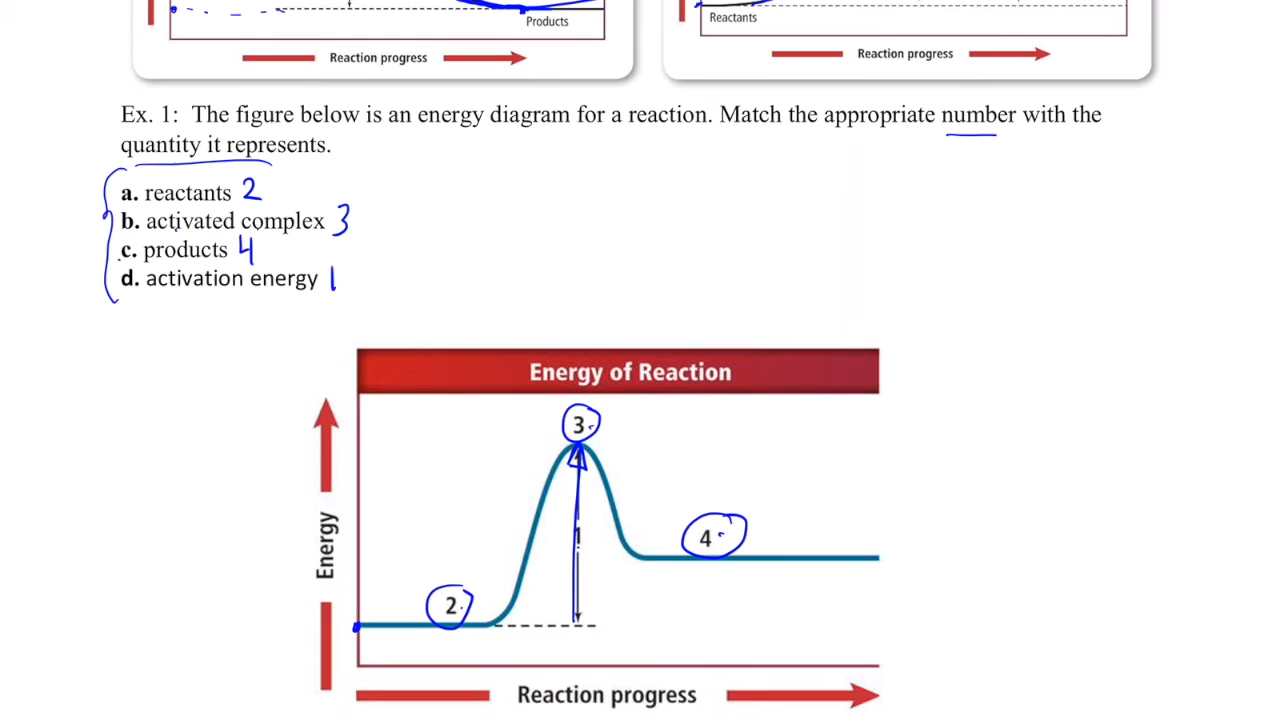 Products
Reactants
Reaction progress
Reaction progress
Ex. 1: The figure below is an energy diagram for a reaction. Match the appropriate number with the
quantity it represents.
a. reactants 2
b. activated complex 3
c. products 4
d. activation energy 1
Energy of Reaction
3
1
4
2
Energy
Reaction progress